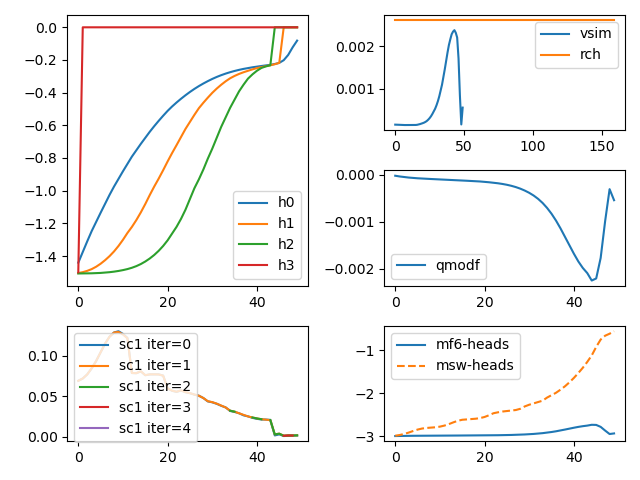 0.0
−0.2
−0.4
−0.6
−0.8
−1.0
−1.2
−1.4
0
20
40
h0
h1
h2
h3
0.002
0.001
0
50
100
150
vsim
rch
0.000
−0.001
−0.002
0
20
40
qmodf
0.10
0.05
0.00
0
20
40
sc1 iter=0
sc1 iter=1
sc1 iter=2
sc1 iter=3
sc1 iter=4
−1
−2
−3
0
20
40
mf6-heads
msw-heads